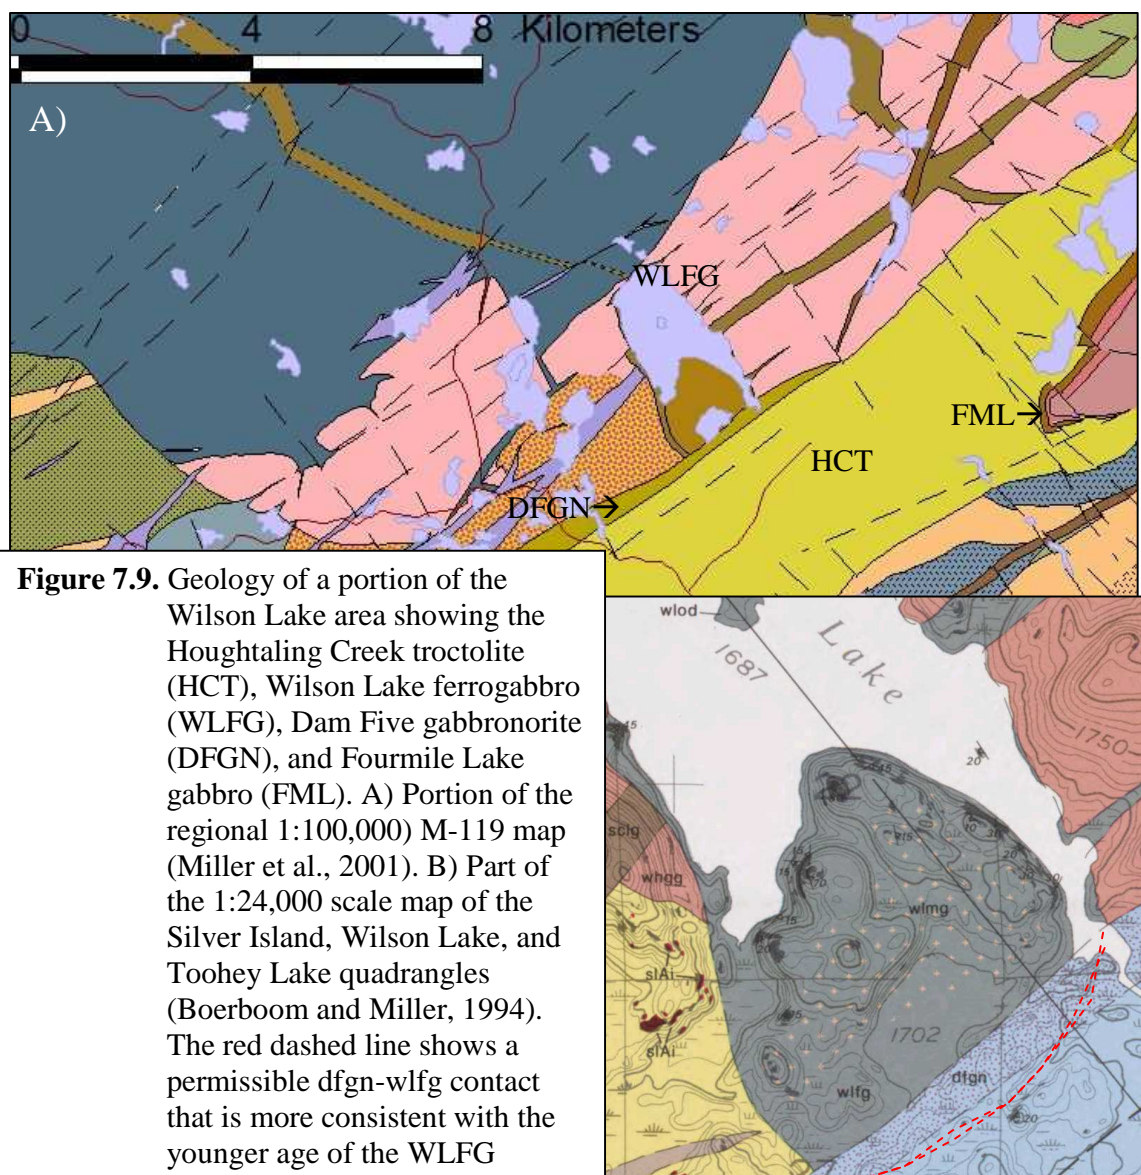 0 4 8 Kilometers
A)
WLFG
FML→
HCT
DFGN→
Figure 7.9. Geology of a portion of the
Wilson Lake area showing the
Houghtaling Creek troctolite
(HCT), Wilson Lake ferrogabbro
(WLFG), Dam Five gabbronorite
(DFGN), and Fourmile Lake
gabbro (FML). A) Portion of the
regional 1:100,000) M-119 map
(Miller et al., 2001). B) Part of
the 1:24,000 scale map of the
Silver Island, Wilson Lake, and
Toohey Lake quadrangles
(Boerboom and Miller, 1994).
The red dashed line shows a
permissible dfgn-wlfg contact
that is more consistent with the
younger age of the WLFG
wlod
Lake
1687
1750
20
sclg
whgg
wlmg
slAi
slAi
1702
dfgn
wlfg
20